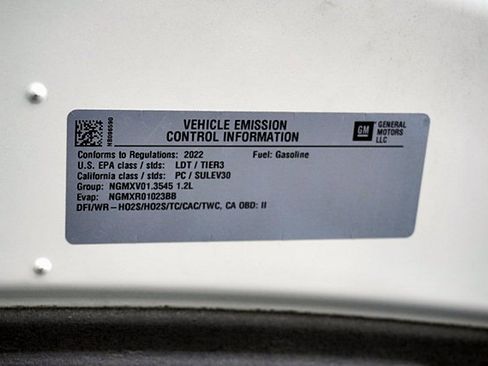 VEHICLE EMISSION
CONTROL INFORMATION
GM GENERAL
MOTORS
LLC
Conforms to Regulations: 2022 Fuel: Gasoline
U.S. EPA class / stds: LDT / TIER3
California class / stds: PC / SULEV30
Group: NGMXV01.3545 1.2L
Evap: NGMXR01023BB
DFI/WR-HO2S/HO2S/TC/CAC/TWC, CA OBD: II